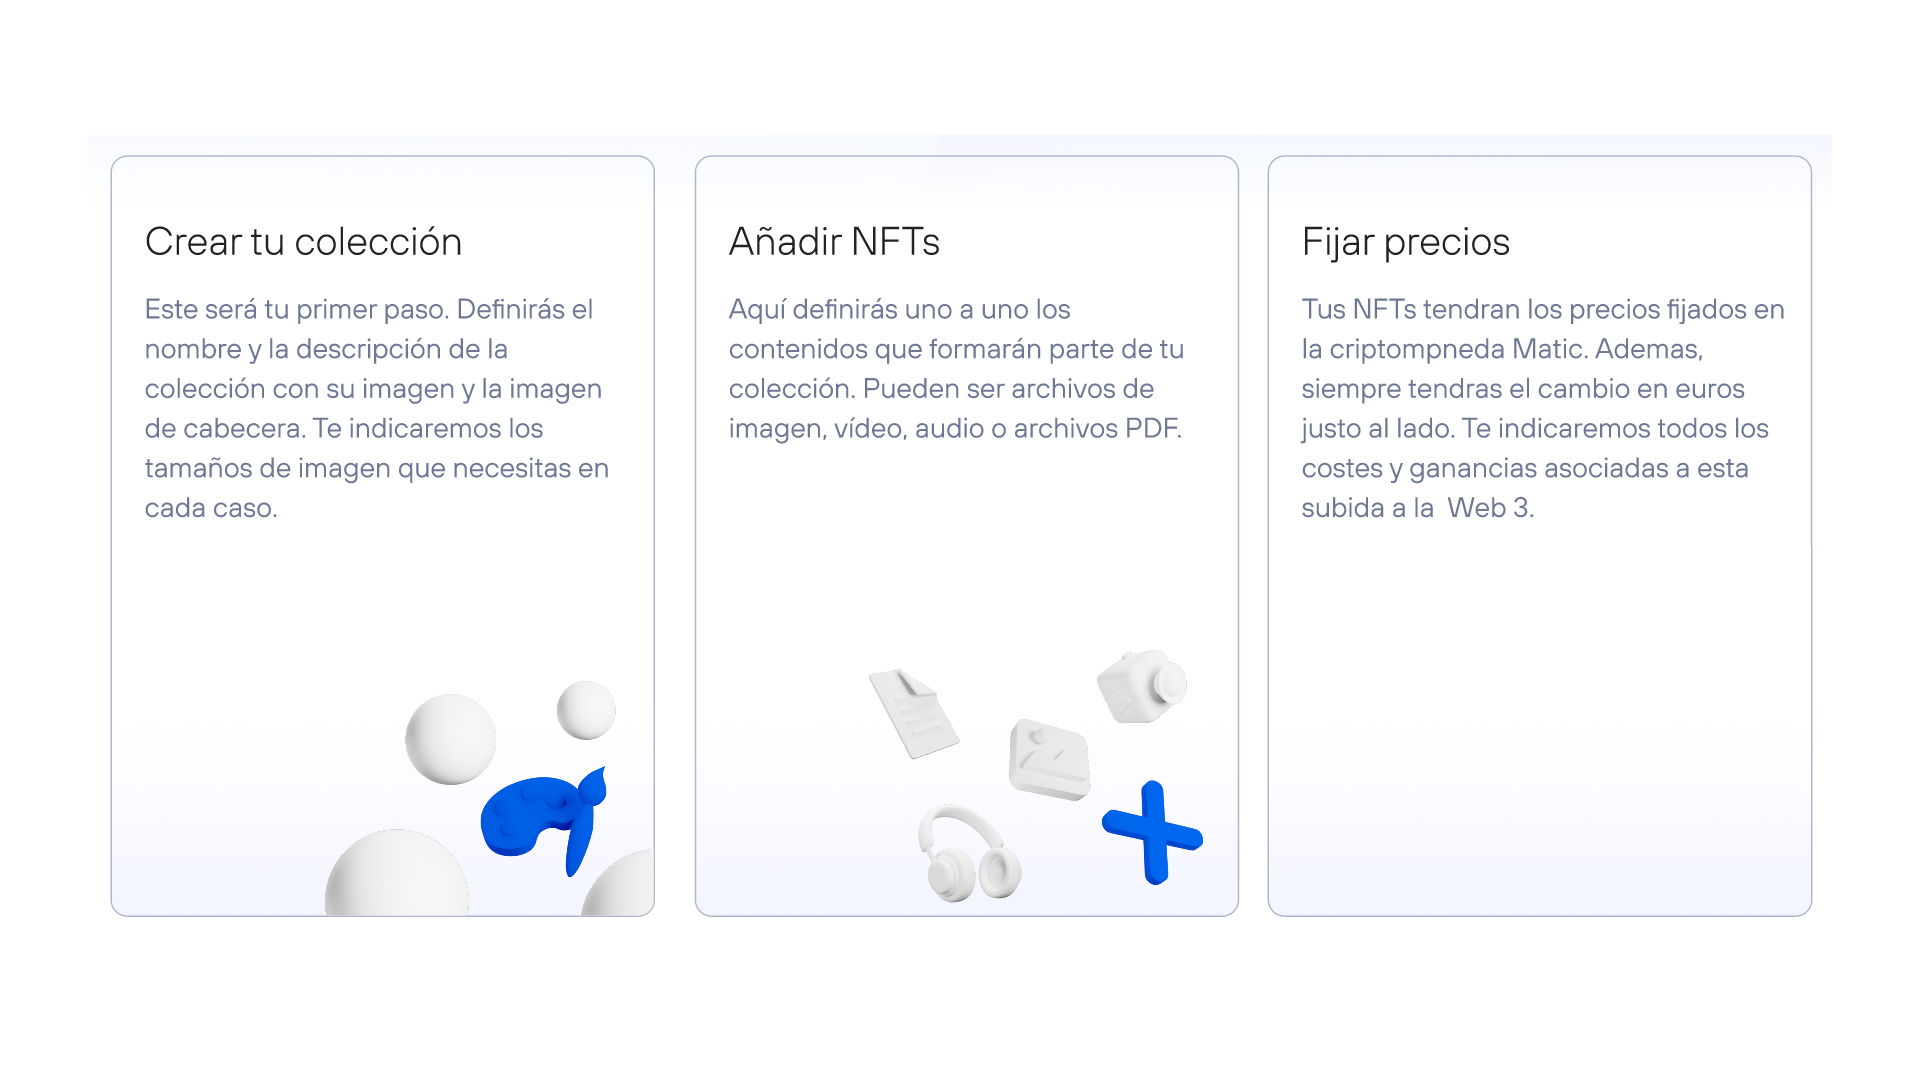 Crear tu colección
Este será tu primer paso. Definirás el
nombre y la descripción de la
colección con su imagen y la imagen
de cabecera. Te indicaremos los
tamaños de imagen que necesitas en
cada caso.
Añadir NFTs
Aquí definirás uno a uno los
contenidos que formarán parte de tu
colección. Pueden ser archivos de
imagen, vídeo, audio o archivos PDF.
Fijar precios
Tus NFTs tendran los precios fijados en
la criptompneda Matic. Ademas,
siempre tendras el cambio en euros
justo al lado. Te indicaremos todos los
costes y ganancias asociadas a esta
subida a la  Web 3.